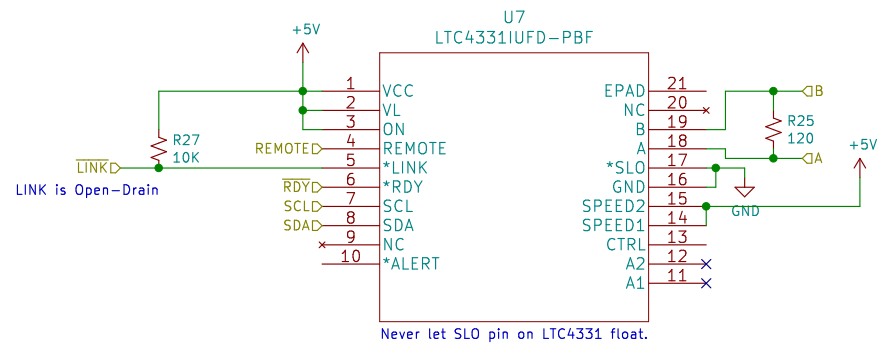 U7
LTC4331IUFD-PBF
+5V
1 VCC
2 VL
3 ON
REMOTE 4 REMOTE
LINK 5 *LINK
R27
10K
LINK is Open-Drain
RDY 6 *RDY
SCL 7 SCL
SDA 8 SDA
9 NC
10 *ALERT
EPAD 21
NC 20
B 19
A 18
*SLO 17
GND 16
SPEED2 15
SPEED1 14
CTRL 13
A2 12
A1 11
B
R25
120
A
+5V
GND
Never let SLO pin on LTC4331 float.